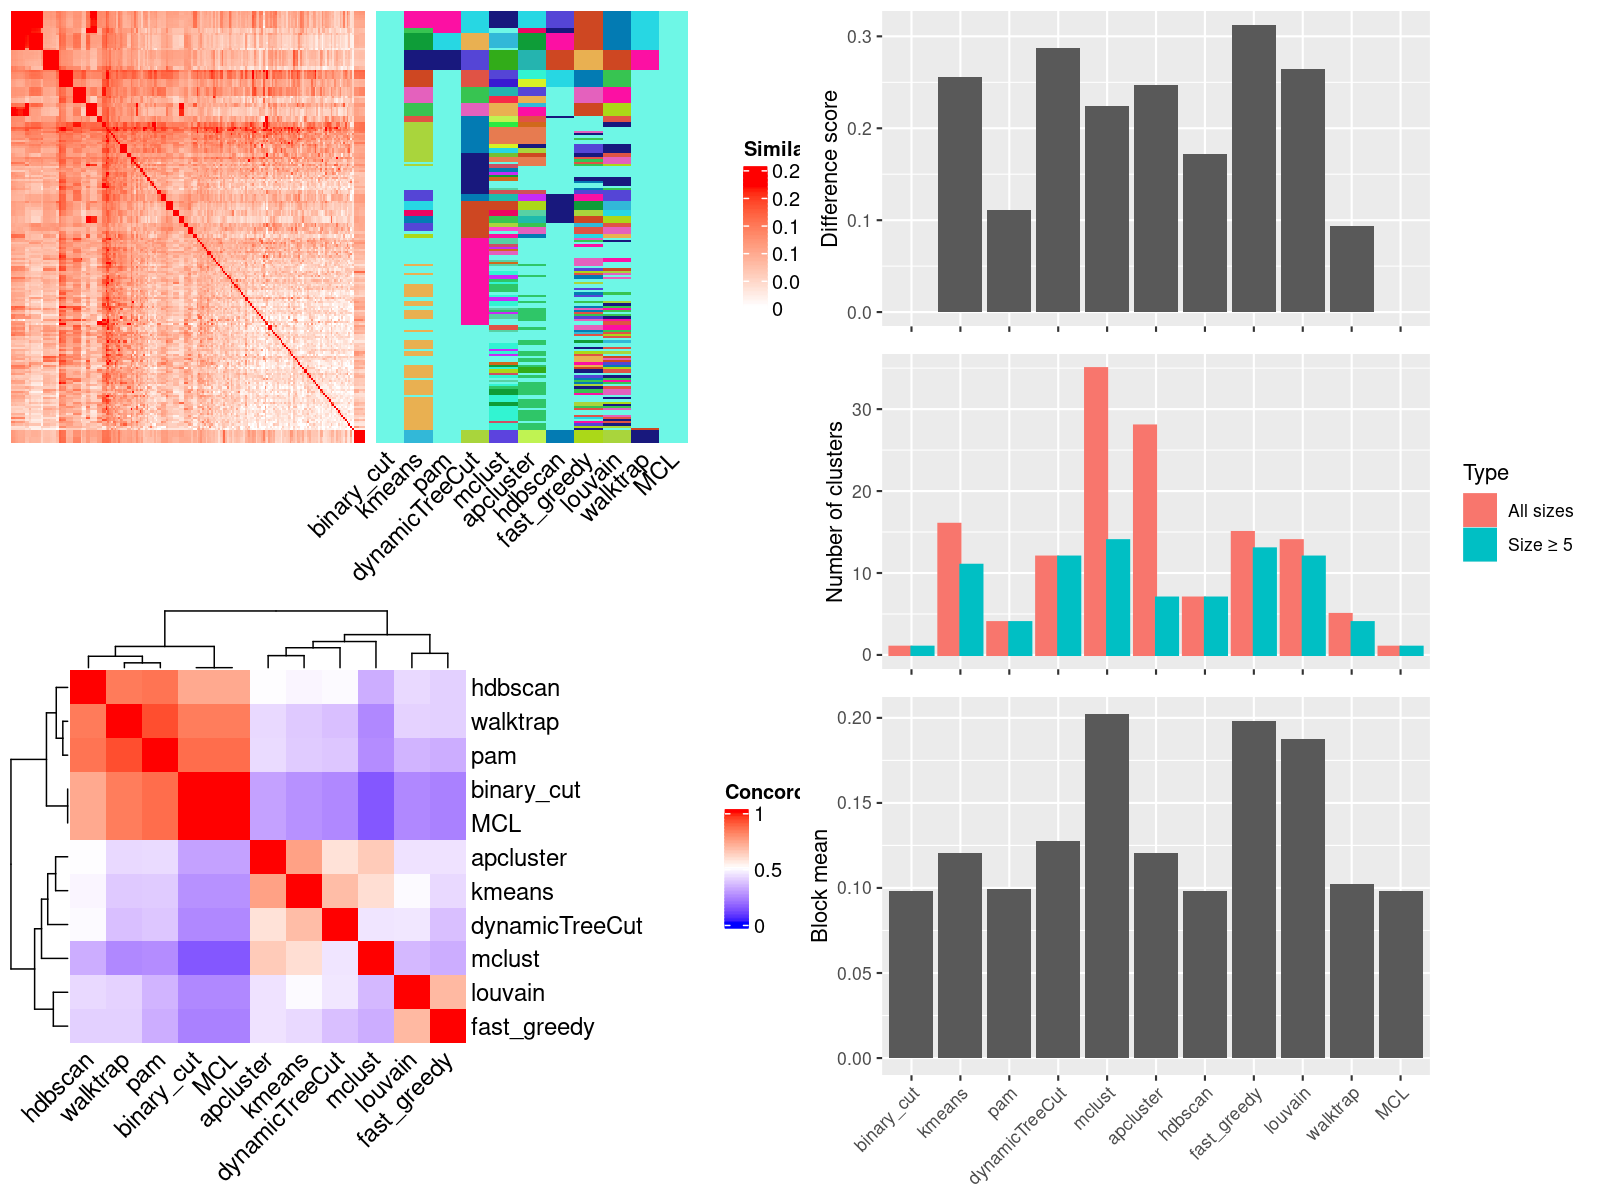 Simila
0.2
0.2
0.1
0.1
0.0
0
binary_cut
kmeans
pam
dynamicTreeCut
mclust
apcluster
hdbscan
fast_greedy
louvain
walktrap
MCL
hdbscan
walktrap
pam
binary_cut
MCL
apcluster
kmeans
dynamicTreeCut
mclust
louvain
fast_greedy
hdbscan
walktrap
pam
binary_cut
MCL
apcluster
kmeans
dynamicTreeCut
mclust
louvain
fast_greedy
Concord
1
0.5
0
Difference score
0.3
0.2
0.1
0.0
Number of clusters
30
20
10
0
Type
All sizes
Size ≥ 5
Block mean
0.20
0.15
0.10
0.05
0.00
binary_cut
kmeans
pam
dynamicTreeCut
mclust
apcluster
hdbscan
fast_greedy
louvain
walktrap
MCL